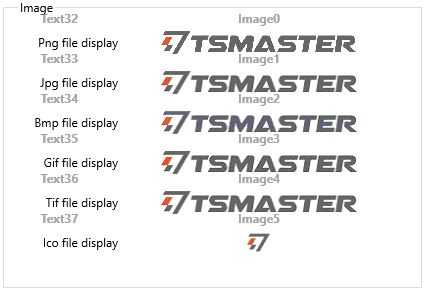 Image
Text32 Image0
Png file display TSMASTER
Text33 Image1
Jpg file display TSMASTER
Text34 Image2
Bmp file display TSMASTER
Text35 Image3
Gif file display TSMASTER
Text36 Image4
Tif file display TSMASTER
Text37 Image5
Ico file display